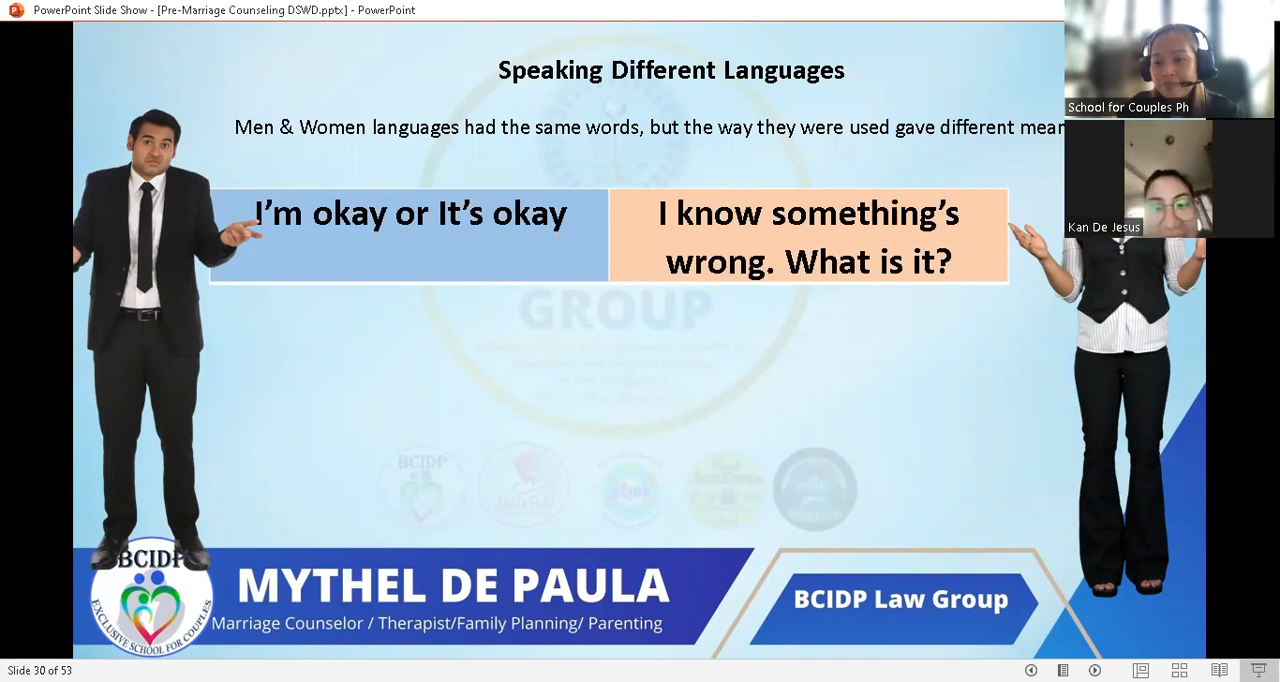 PowerPoint Slide Show - [Pre-Marriage Counseling DSWD.pptx] - PowerPoint
Speaking Different Languages
School for Couples Ph
Men & Women languages had the same words, but the way they were used gave different mean
I'm okay or It's okay
I know something's
wrong. What is it?
Kan De Jesus
GROUP
BCIDP
BCIDP
EXCLUSIVE SCHOOL FOR COUPLES
MYTHEL DE PAULA
Marriage Counselor / Therapist/Family Planning/ Parenting
BCIDP Law Group
Slide 30 of 53